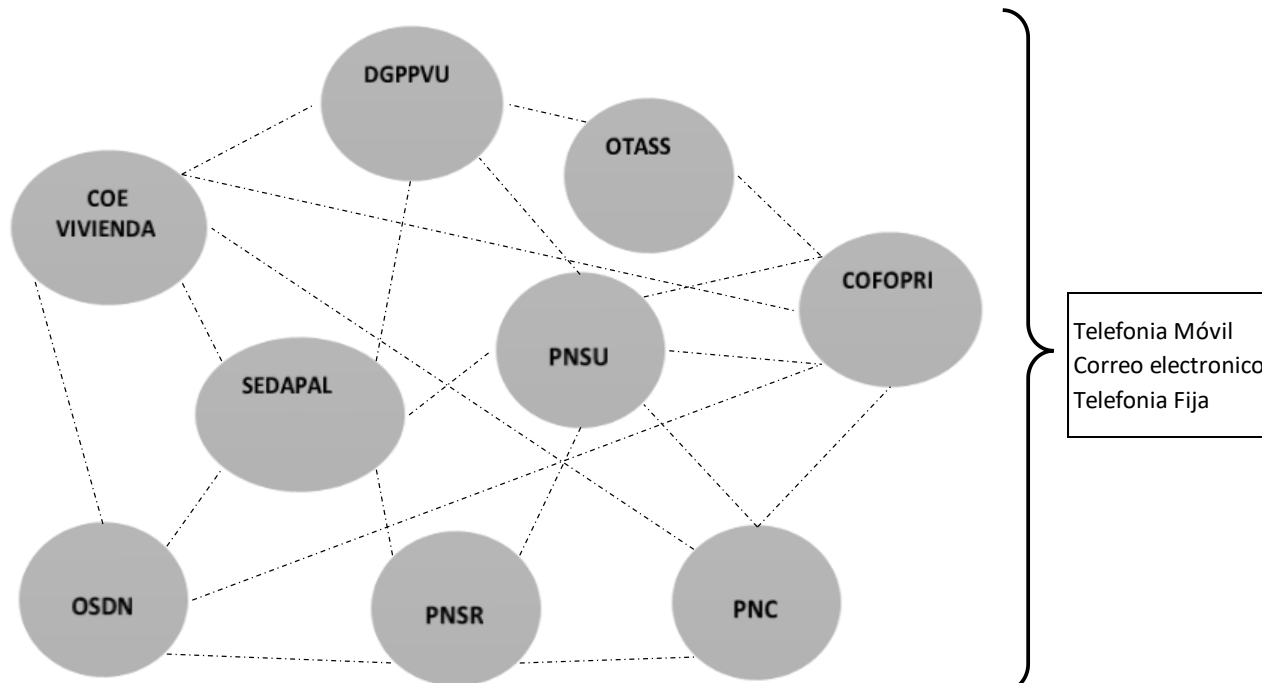 DGPPVU
OTASS
COE
VIVIENDA
COFOPRI
PNSU
SEDAPAL
OSDN
PNSR
PNC
Telefonia Móvil
Correo electronico
Telefonia Fija